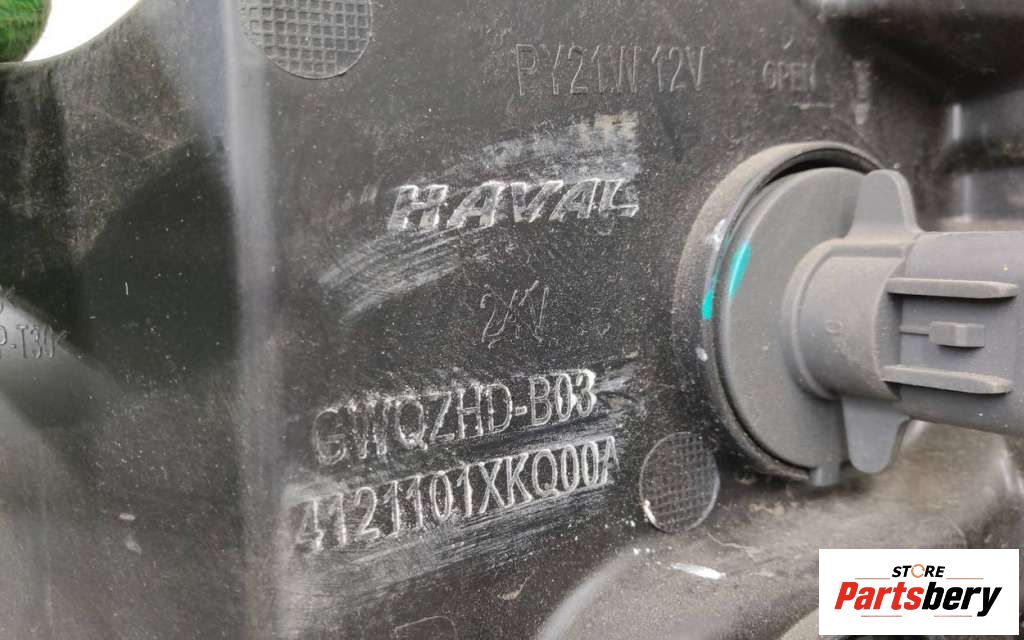 PY21W 12V
OPEN
HAVAL
GWQZHD-B03
4121101XKQ00A
STORE
Partsbery